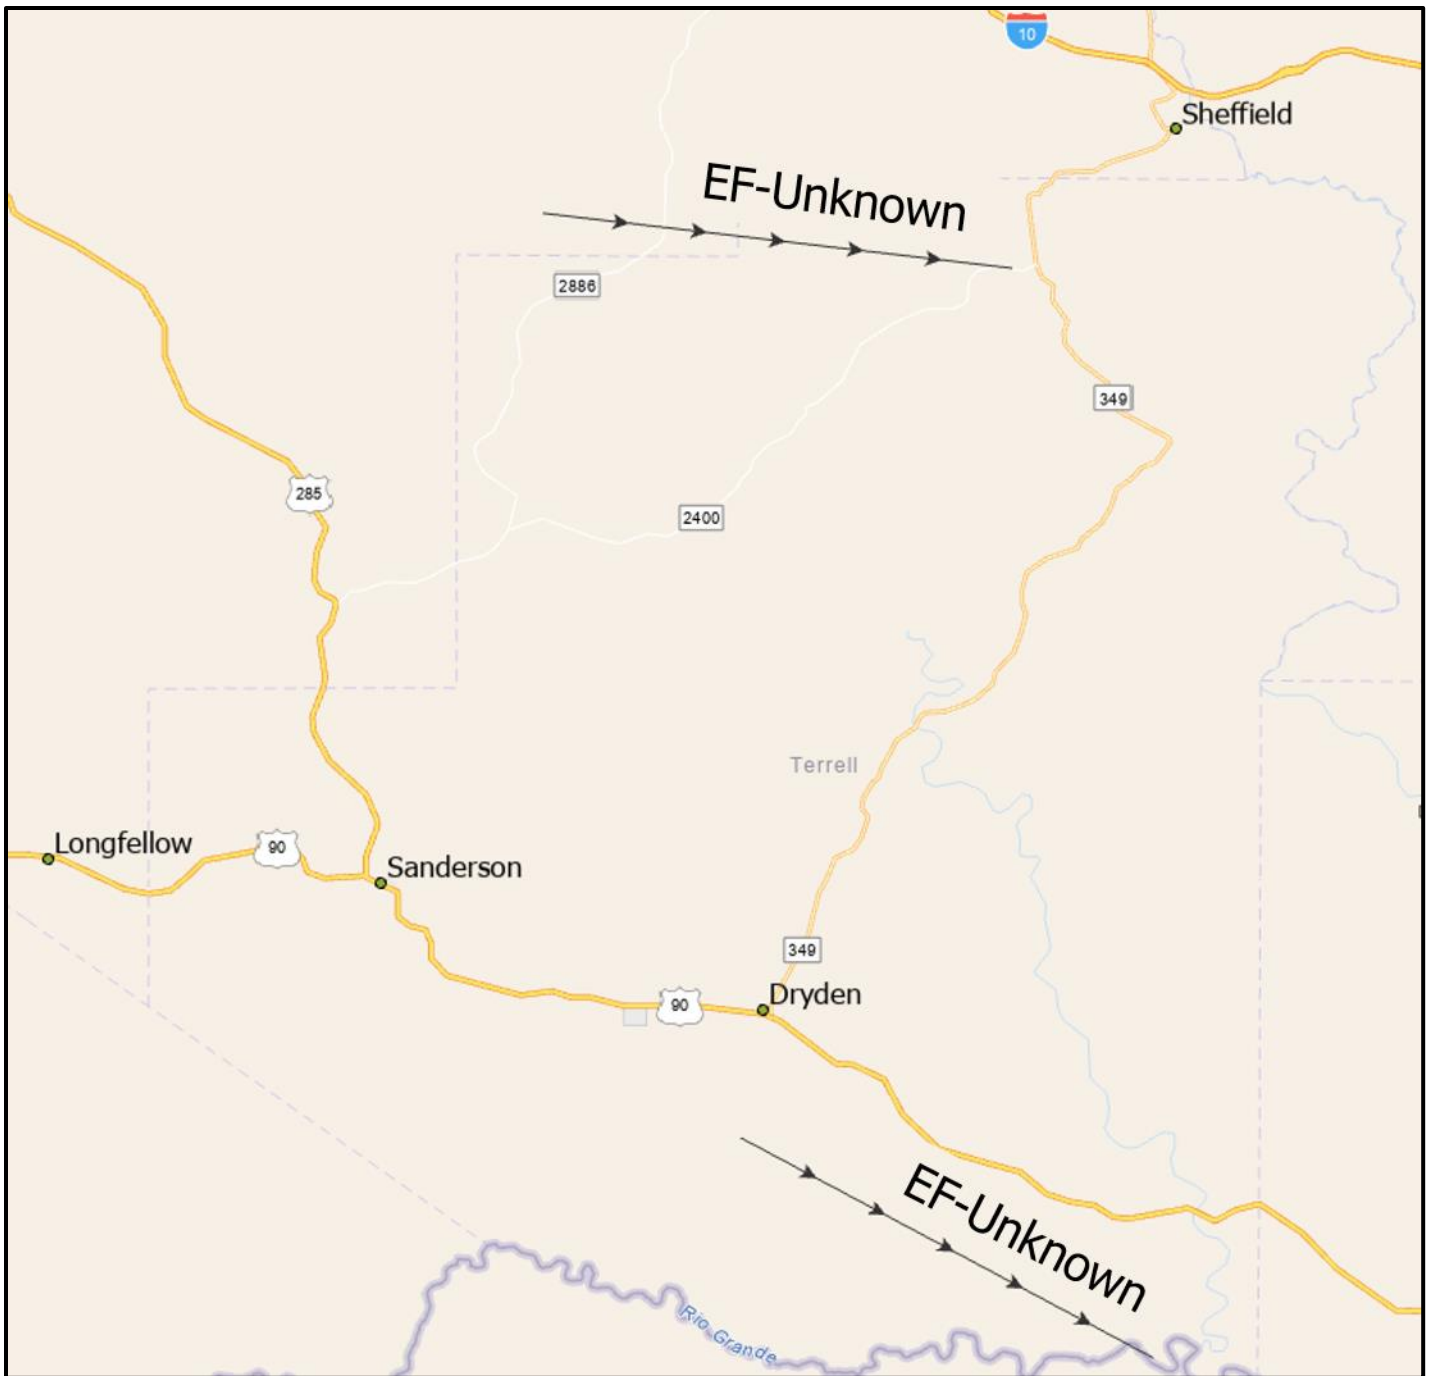 10
Sheffield
EF-Unknown
2886
349
285
2400
Terrell
Longfellow
90
Sanderson
349
Dryden
90
EF-Unknown
Rio Grande